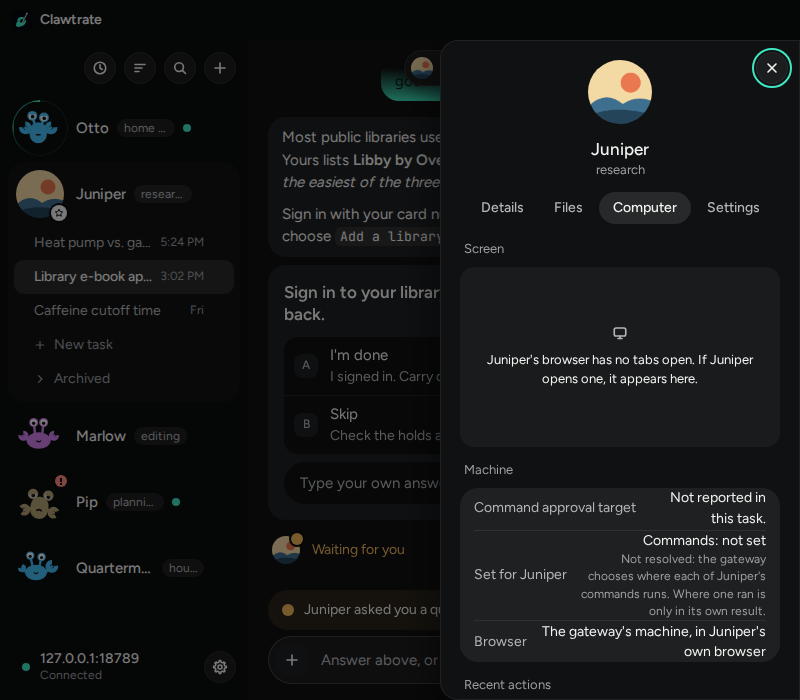 Clawtrate
Otto
home ...
Juniper
resear...
Heat pump vs. ga...
5:24 PM
Library e-book ap...
3:02 PM
Caffeine cutoff time
Fri
New task
Archived
Marlow
editing
Pip
planni...
Quarterm...
hou...
127.0.0.1:18789
Connected
Most public libraries use
Yours lists Libby by Ove
the easiest of the three
Sign in with your card n
choose Add a library
Sign in to your librar
back.
A
I'm done
I signed in. Carry o
B
Skip
Check the holds a
Type your own answe
Waiting for you
Juniper asked you a qu
Answer above, or
Juniper
research
Details
Files
Computer
Settings
Screen
Juniper's browser has no tabs open. If Juniper
opens one, it appears here.
Machine
Command approval target
Not reported in
this task.
Set for Juniper
Commands: not set
Not resolved: the gateway
chooses where each of Juniper's
commands runs. Where one ran is
only in its own result.
Browser
The gateway's machine, in Juniper's
own browser
Recent actions